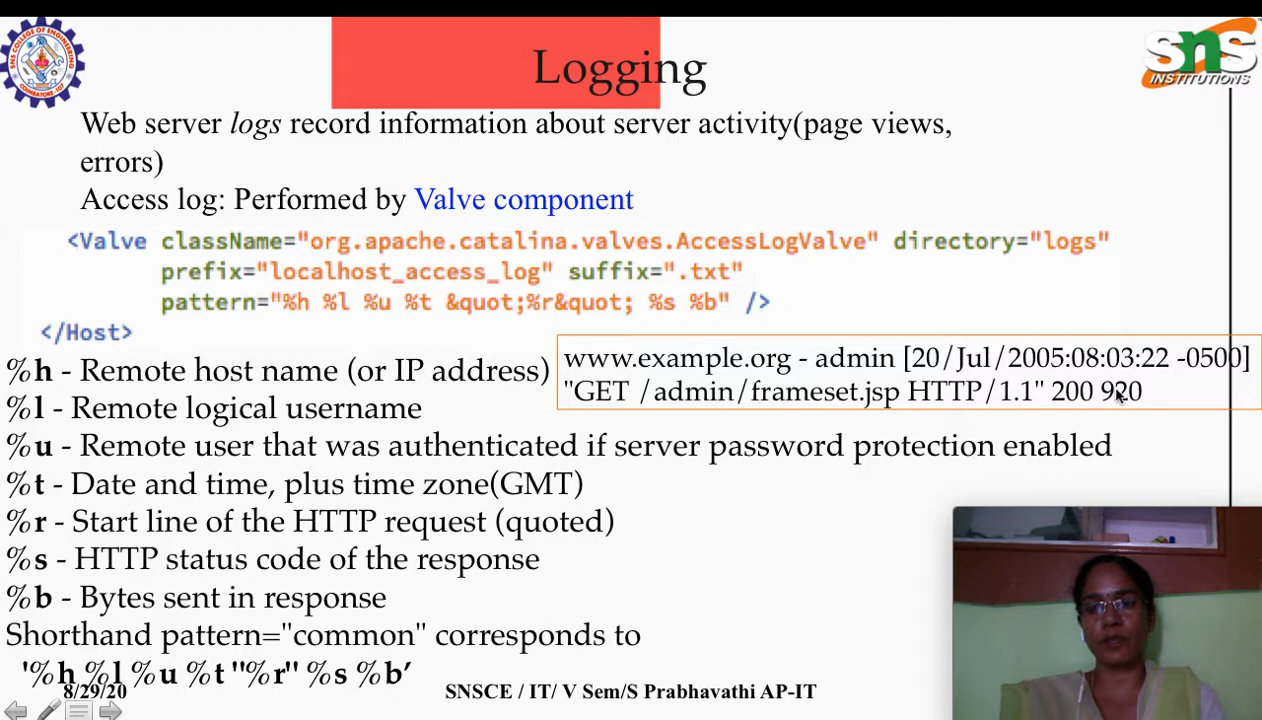 Logging
SNS COLLEGE OF ENGINEERING
COIMBATORE-107
sns
INSTITUTIONS
Web server logs record information about server activity(page views,
errors)
Access log: Performed by Valve component
<Valve className="org.apache.catalina.valves.AccessLogValve" directory="logs"
prefix="localhost_access_log" suffix=".txt"
pattern="%h %l %u %t &quot;%r&quot; %s %b" />
</Host>
www.example.org - admin [20/Jul/2005:08:03:22 -0500]
"GET /admin/frameset.jsp HTTP/1.1" 200 920
%h - Remote host name (or IP address)
%l - Remote logical username
%u - Remote user that was authenticated if server password protection enabled
%t - Date and time, plus time zone(GMT)
%r - Start line of the HTTP request (quoted)
%s - HTTP status code of the response
%b - Bytes sent in response
Shorthand pattern="common" corresponds to
'%h %l %u %t "%r" %s %b’
8/29/20
SNSCE / IT/ V Sem/S Prabhavathi AP-IT